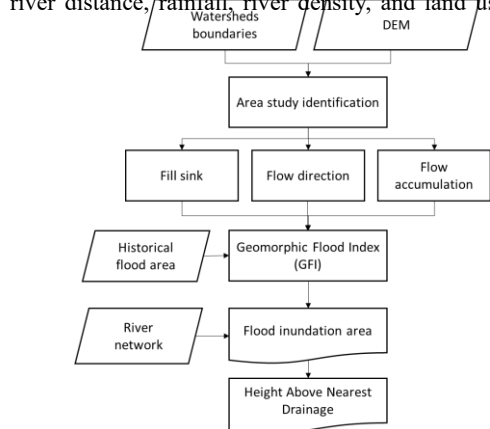 river distance, rainfall, river density, and land us
Watersheds
boundaries
DEM
Area study identification
Fill sink
Flow direction
Flow
accumulation
Historical
flood area
Geomorphic Flood Index
(GFI)
River
network
Flood inundation area
Height Above Nearest
Drainage